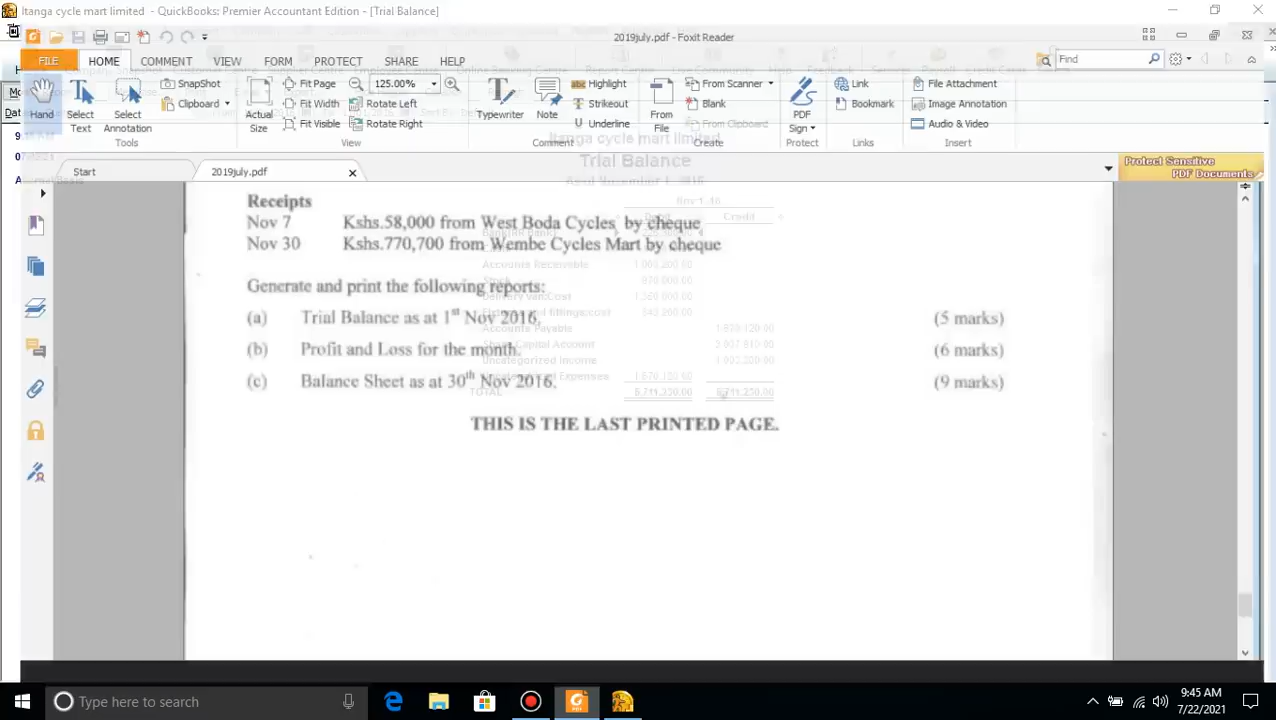 Itanga cycle mart limited - QuickBooks: Premier Accountant Edition - [Trial Balance]
2019july.pdf - Foxit Reader
FILE HOME COMMENT VIEW FORM PROTECT SHARE HELP
Find
Hand
Select Text
Select Annotation
SnapShot
Clipboard
Tools
Actual Size
Fit Page
Fit Width
Fit Visible
125.00%
Rotate Left
Rotate Right
View
Typewriter
Note
Highlight
Strikeout
Underline
Comment
From File
From Scanner
Blank
From Clipboard
Create
PDF Sign
Protect
Link
Bookmark
Links
File Attachment
Image Annotation
Audio & Video
Insert
Itanga cycle mart limited
Trial Balance
Start
2019july.pdf
Protect Sensitive
PDF Documents
Receipts
Nov 7 Kshs.58,000 from West Boda Cycles by cheque
Nov 30 Kshs.770,700 from Wembe Cycles Mart by cheque
Generate and print the following reports:
(a) Trial Balance as at 1st Nov 2016. (5 marks)
(b) Profit and Loss for the month. (6 marks)
(c) Balance Sheet as at 30th Nov 2016. (9 marks)
THIS IS THE LAST PRINTED PAGE.
Credit
Accounts Receivable
Accounts Payable
Uncategorized Income
TOTAL
Type here to search
9:45 AM
7/22/2021